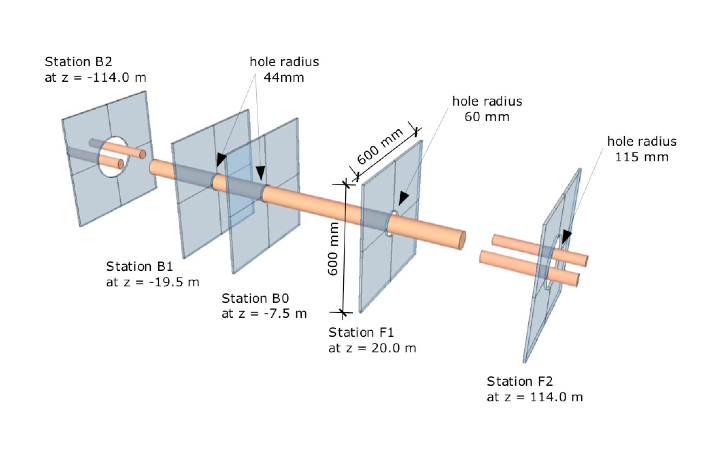 Station B2
at z = -114.0 m
hole radius
44mm
hole radius
60 mm
hole radius
115 mm
600 mm
600 mm
Station B1
at z = -19.5 m
Station B0
at z = -7.5 m
Station F1
at z = 20.0 m
Station F2
at z = 114.0 m